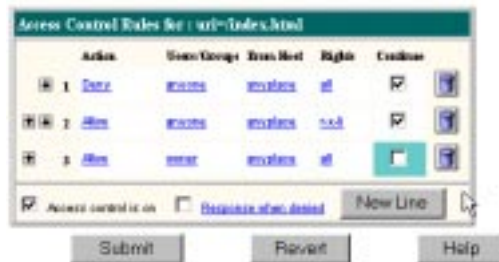 Access Control Rules for : uri=/index.html
Action Users/Groups From Host Rights Continue
1 Deny anyone anyplace all
2 Allow anyone anyplace
3 Allow anyplace all
Access control is on Response when denied New Line
Submit Revert Help